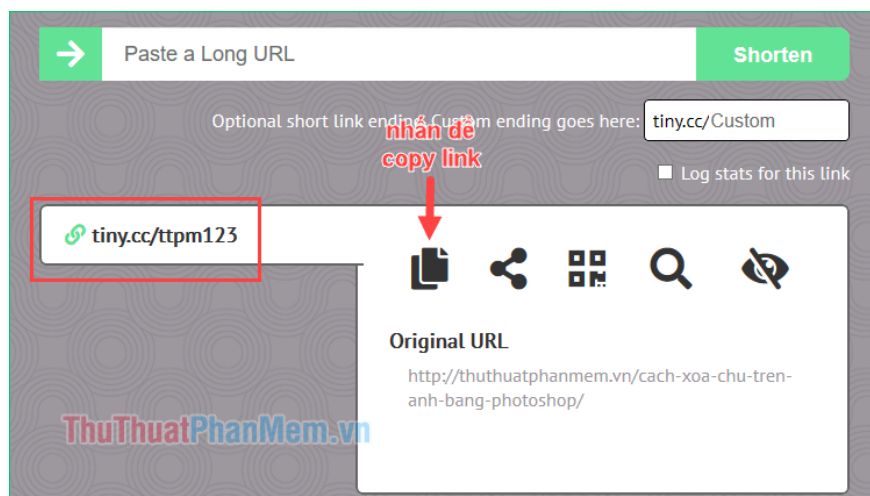 Paste a Long URL
Shorten
Optional short link ending. Custom ending goes here: tiny.cc/Custom
nhấn để
copy link
Log stats for this link
tiny.cc/ttpm123
Original URL
http://thuthuatphanmem.vn/cach-xoa-chu-tren-
anh-bang-photoshop/
ThuThuatPhanMem.vn